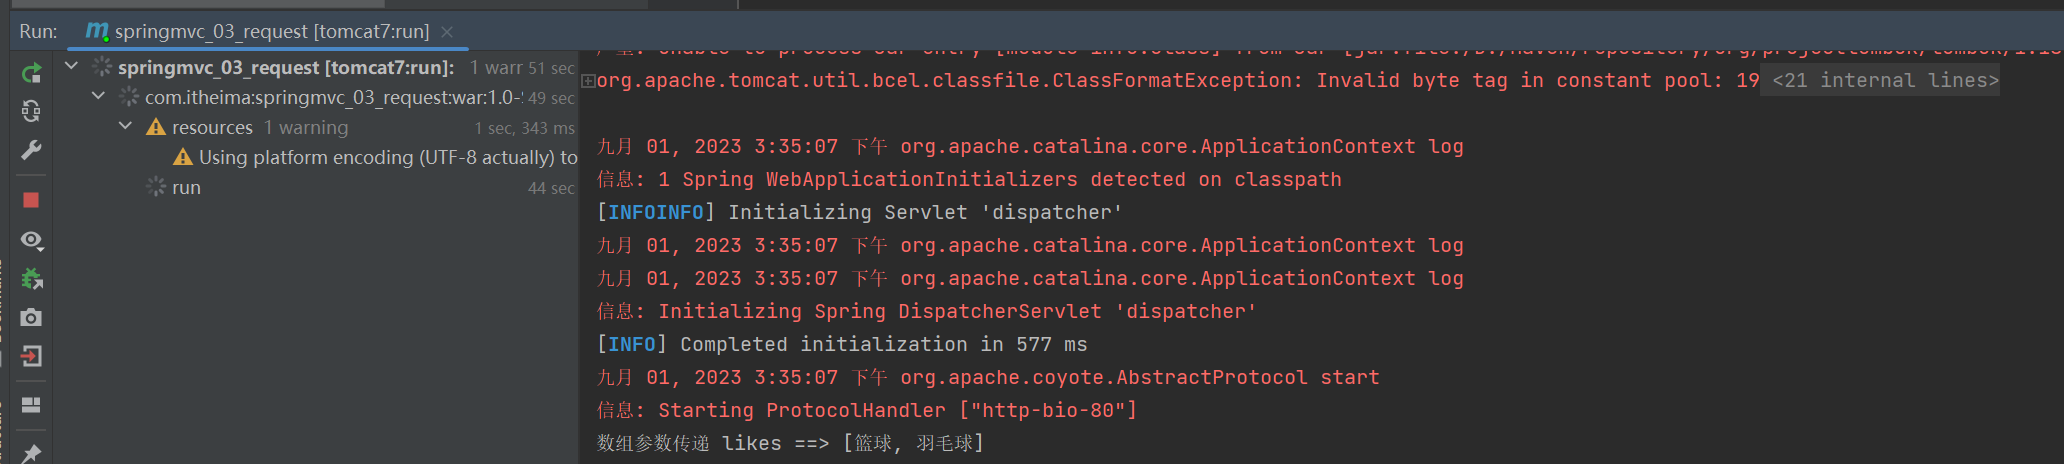 Run: springmvc_03_request [tomcat7:run]
springmvc_03_request [tomcat7:run]: 1 warr 51 sec
com.itheima:springmvc_03_request:war:1.0-S 49 sec
resources 1 warning 1 sec, 343 ms
Using platform encoding (UTF-8 actually) to
run 44 sec
org.apache.tomcat.util.bcel.classfile.ClassFormatException: Invalid byte tag in constant pool: 19 <21 internal lines>
九月 01, 2023 3:35:07 下午 org.apache.catalina.core.ApplicationContext log
信息: 1 Spring WebApplicationInitializers detected on classpath
[INFOINFO] Initializing Servlet 'dispatcher'
九月 01, 2023 3:35:07 下午 org.apache.catalina.core.ApplicationContext log
九月 01, 2023 3:35:07 下午 org.apache.catalina.core.ApplicationContext log
信息: Initializing Spring DispatcherServlet 'dispatcher'
[INFO] Completed initialization in 577 ms
九月 01, 2023 3:35:07 下午 org.apache.coyote.AbstractProtocol start
信息: Starting ProtocolHandler ["http-bio-80"]
数组参数传递 likes ==> [篮球, 羽毛球]